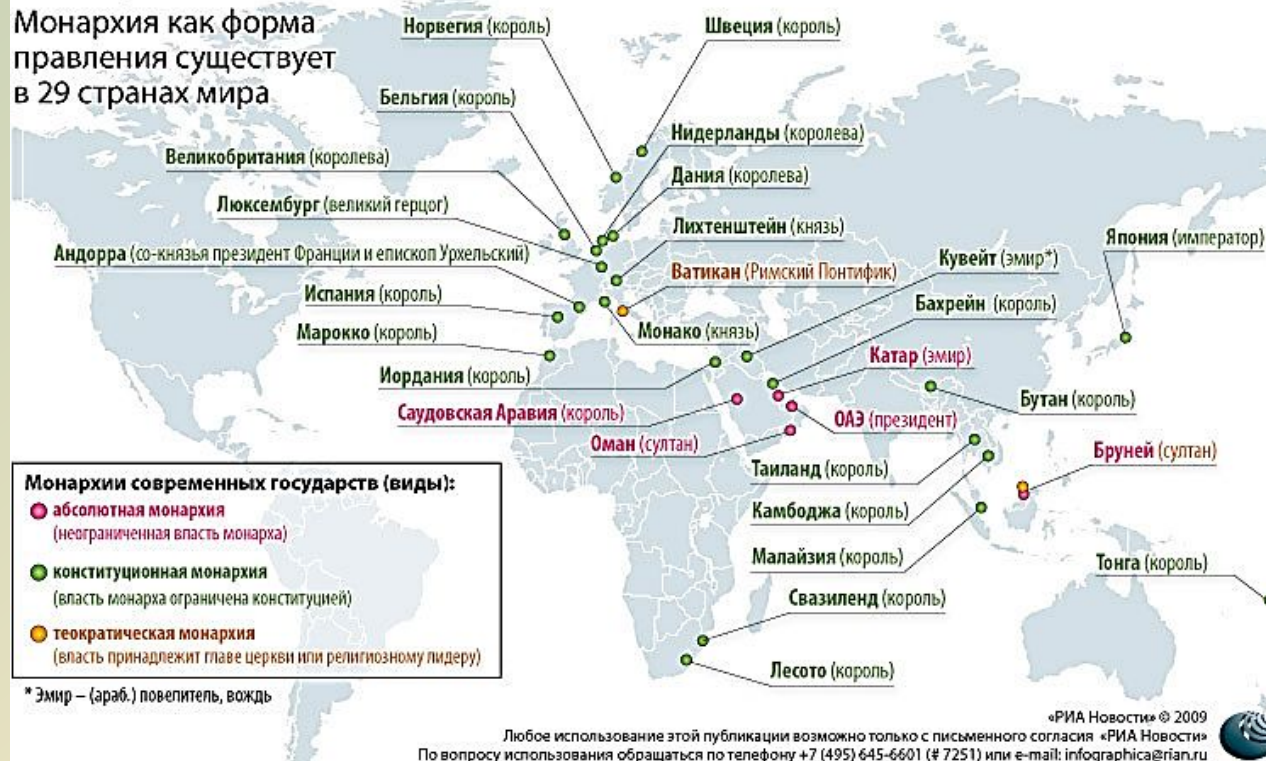 Монархия как форма
правления существует
в 29 странах мира
Норвегия (король)
Швеция (король)
Бельгия (король)
Нидерланды (королева)
Великобритания (королева)
Дания (королева)
Люксембург (великий герцог)
Лихтенштейн (князь)
Япония (император)
Андорра (со-князья президент Франции и епископ Урхельский)
Кувейт (эмир*)
Ватикан (Римский Понтифик)
Испания (король)
Бахрейн (король)
Марокко (король)
Монако (князь)
Катар (эмир)
Иордания (король)
Бутан (король)
Саудовская Аравия (король)
ОАЭ (президент)
Оман (султан)
Бруней (султан)
Таиланд (король)
Камбоджа (король)
Малайзия (король)
Тонга (король)
Свазиленд (король)
Лесото (король)
Монархии современных государств (виды):
абсолютная монархия
(неограниченная власть монарха)
конституционная монархия
(власть монарха ограничена конституцией)
теократическая монархия
(власть принадлежит главе церкви или религиозному лидеру)
* Эмир – (араб.) повелитель, вождь
«РИА Новости» © 2009
Любое использование этой публикации возможно только с письменного согласия «РИА Новости»
По вопросу использования обращаться по телефону +7 (495) 645-6601 (# 7251) или e-mail: infographica@rian.ru